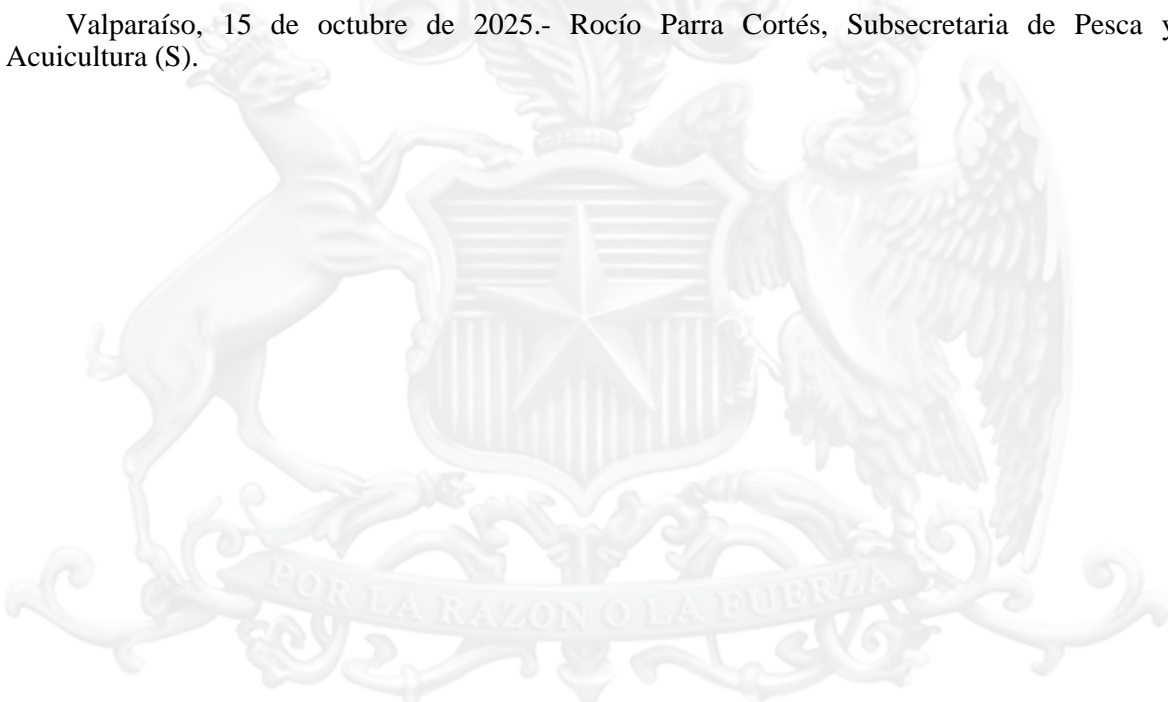 Valparaíso, 15 de octubre de 2025.- Rocío Parra Cortés, Subsecretaria de Pesca y
Acuicultura (S).
POR LA RAZON O LA FUERZA